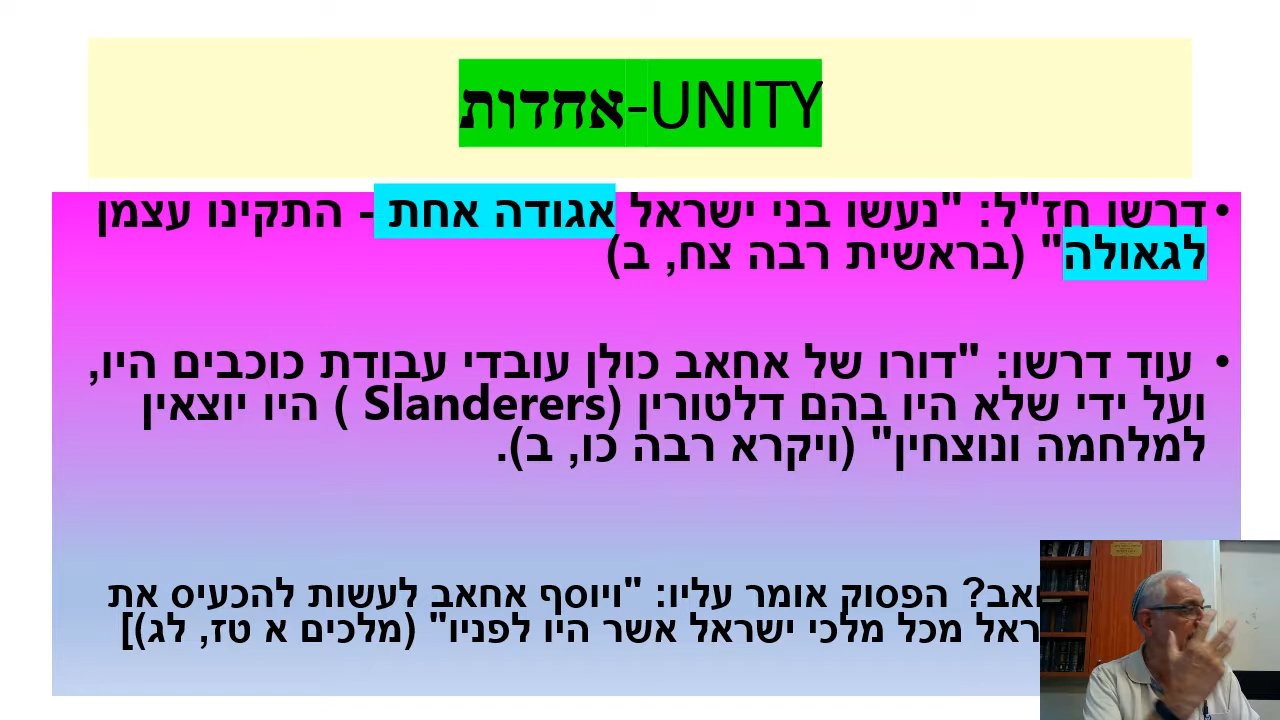 אחדות-UNITY
• דרשו חז"ל: "נעשו בני ישראל אגודה אחת - התקינו עצמן
לגאולה" (בראשית רבה צח, ב)
• עוד דרשו: "דורו של אחאב כולן עובדי עבודת כוכבים היו,
ועל ידי שלא היו בהם דלטורין (Slanderers ) היו יוצאין
למלחמה ונוצחין" (ויקרא רבה כו, ב).
הפסוק אומר עליו: "ויוסף אחאב לעשות להכעיס את
מכל מלכי ישראל אשר היו לפניו" (מלכים א טז, לג)]